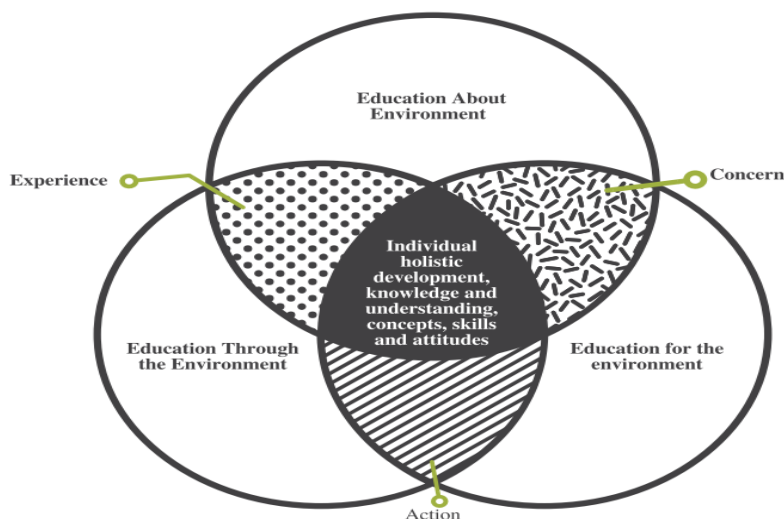 Education About
Environment
Experience
Concern
Individual
holistic
development,
knowledge and
understanding,
concepts, skills
and attitudes
Education Through
the Environment
Education for the
environment
Action